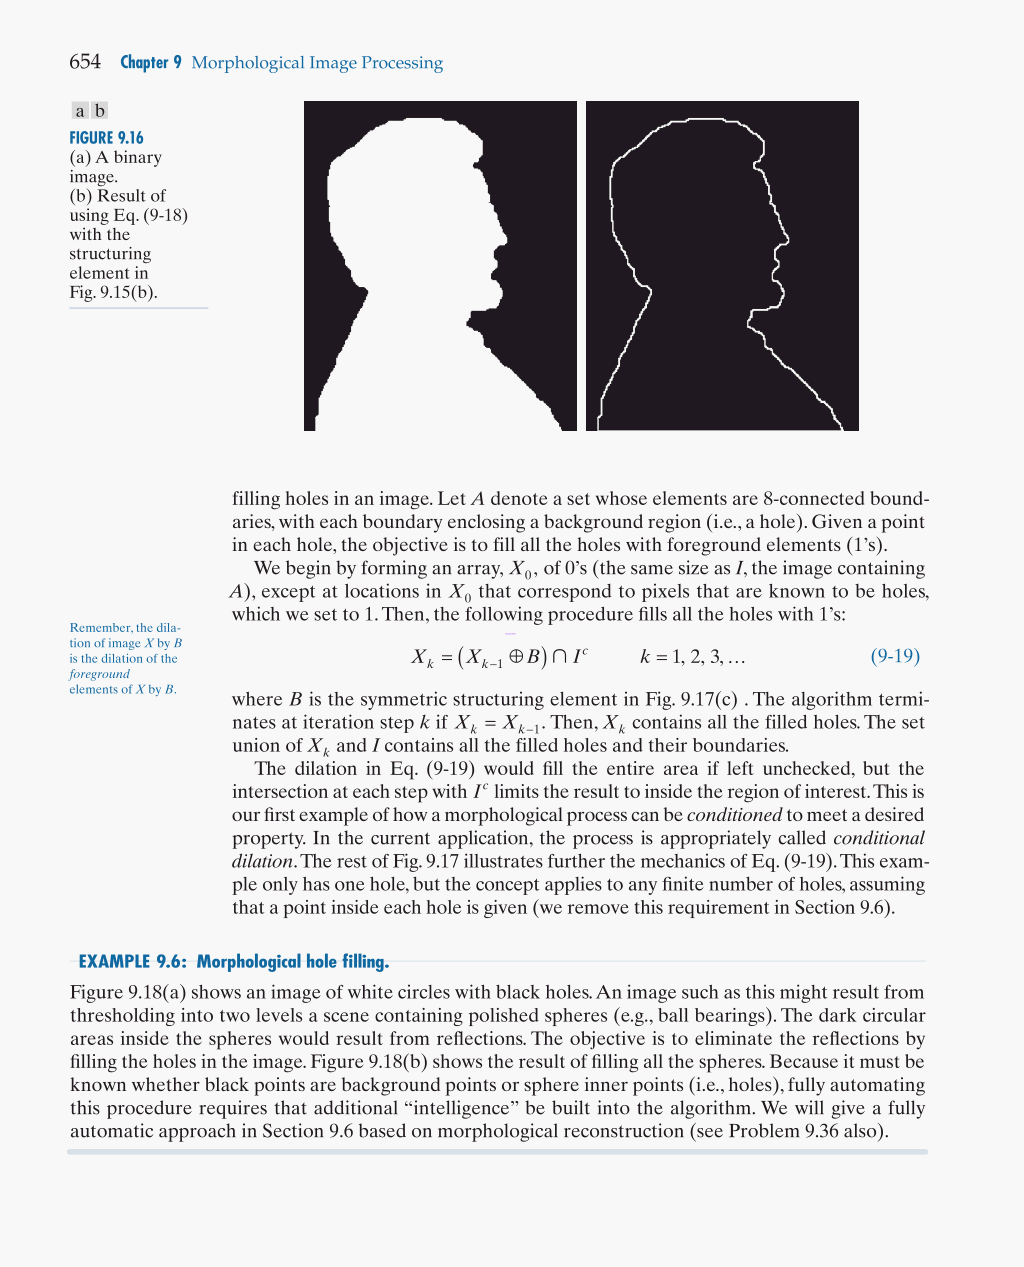 654 Chapter 9 Morphological Image Processing
a b
FIGURE 9.16
(a) A binary
image.
(b) Result of
using Eq. (9-18)
with the
structuring
element in
Fig. 9.15(b).
filling holes in an image. Let A denote a set whose elements are 8-connected bound-
aries, with each boundary enclosing a background region (i.e., a hole). Given a point
in each hole, the objective is to fill all the holes with foreground elements (1's).
We begin by forming an array, X₀, of 0's (the same size as I, the image containing
A), except at locations in X₀ that correspond to pixels that are known to be holes,
which we set to 1. Then, the following procedure fills all the holes with 1's:
Remember, the dila-
tion of image X by B
is the dilation of the
foreground
elements of X by B.
Xₖ = (Xₖ₋₁ ⊕ B) ∩ Iᶜ k = 1, 2, 3, … (9-19)
where B is the symmetric structuring element in Fig. 9.17(c) . The algorithm termi-
nates at iteration step k if Xₖ = Xₖ₋₁. Then, Xₖ contains all the filled holes. The set
union of Xₖ and I contains all the filled holes and their boundaries.
The dilation in Eq. (9-19) would fill the entire area if left unchecked, but the
intersection at each step with Iᶜ limits the result to inside the region of interest. This is
our first example of how a morphological process can be conditioned to meet a desired
property. In the current application, the process is appropriately called conditional
dilation. The rest of Fig. 9.17 illustrates further the mechanics of Eq. (9-19). This exam-
ple only has one hole, but the concept applies to any finite number of holes, assuming
that a point inside each hole is given (we remove this requirement in Section 9.6).
EXAMPLE 9.6: Morphological hole filling.
Figure 9.18(a) shows an image of white circles with black holes. An image such as this might result from
thresholding into two levels a scene containing polished spheres (e.g., ball bearings). The dark circular
areas inside the spheres would result from reflections. The objective is to eliminate the reflections by
filling the holes in the image. Figure 9.18(b) shows the result of filling all the spheres. Because it must be
known whether black points are background points or sphere inner points (i.e., holes), fully automating
this procedure requires that additional “intelligence” be built into the algorithm. We will give a fully
automatic approach in Section 9.6 based on morphological reconstruction (see Problem 9.36 also).